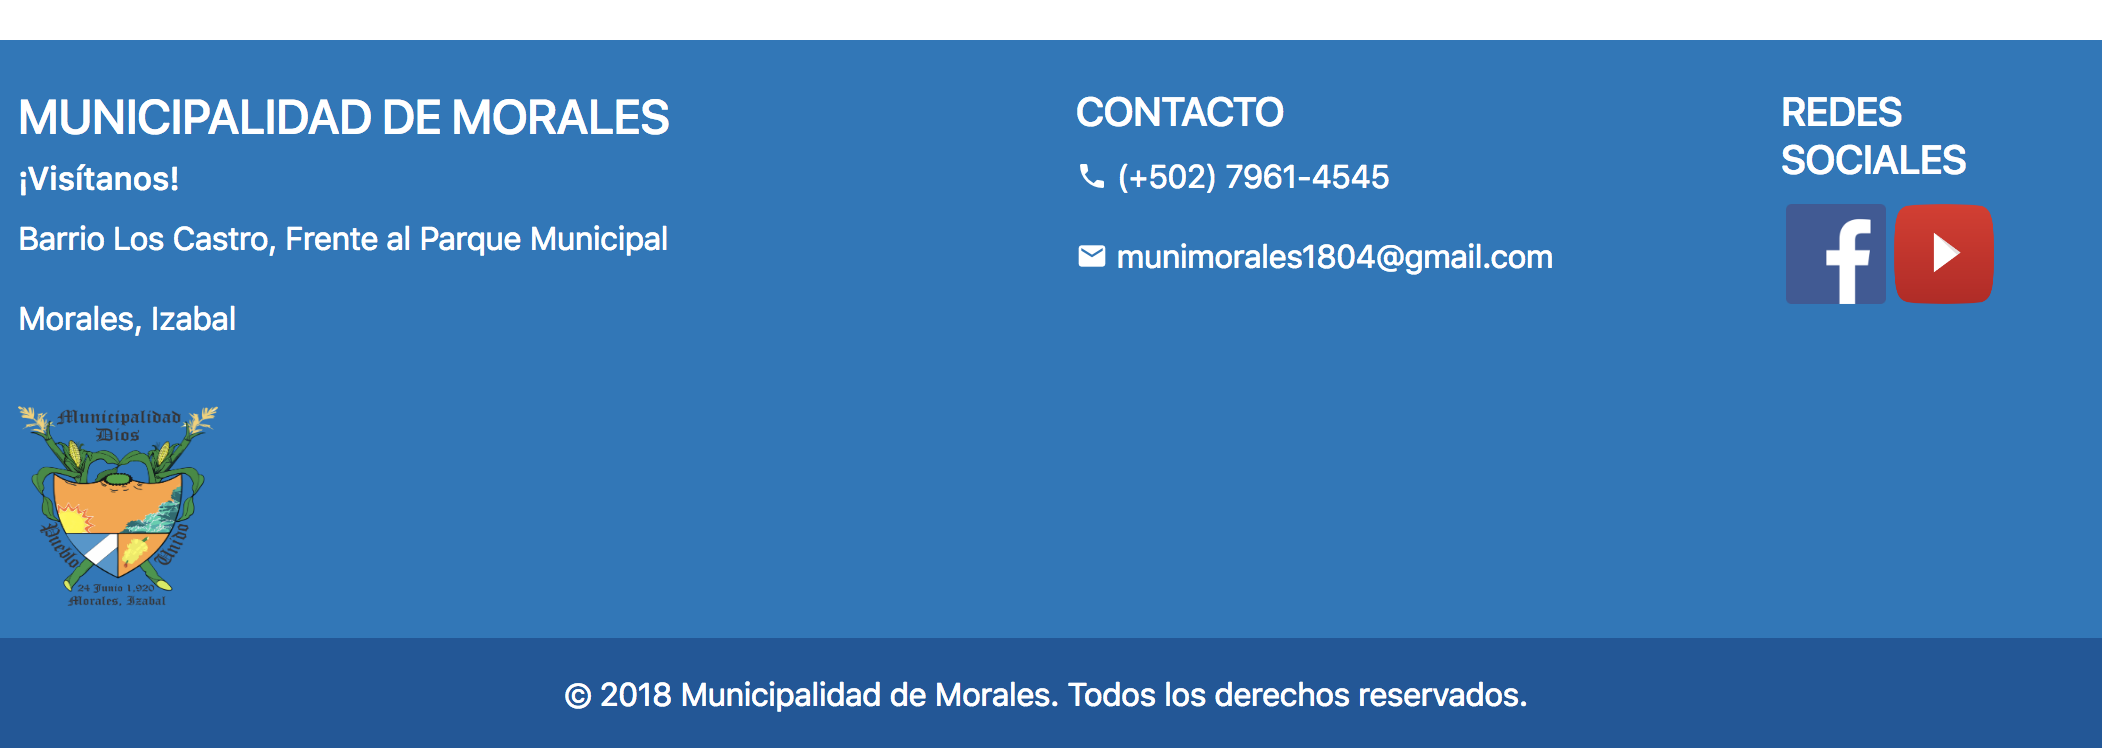 MUNICIPALIDAD DE MORALES
¡Visítanos!
Barrio Los Castro, Frente al Parque Municipal
Morales, Izabal
Municipalidad
Dios
Pueblo
Unido
24 Junio 1,920
Morales, Izabal
CONTACTO
(+502) 7961-4545
munimorales1804@gmail.com
REDES
SOCIALES
f
© 2018 Municipalidad de Morales. Todos los derechos reservados.